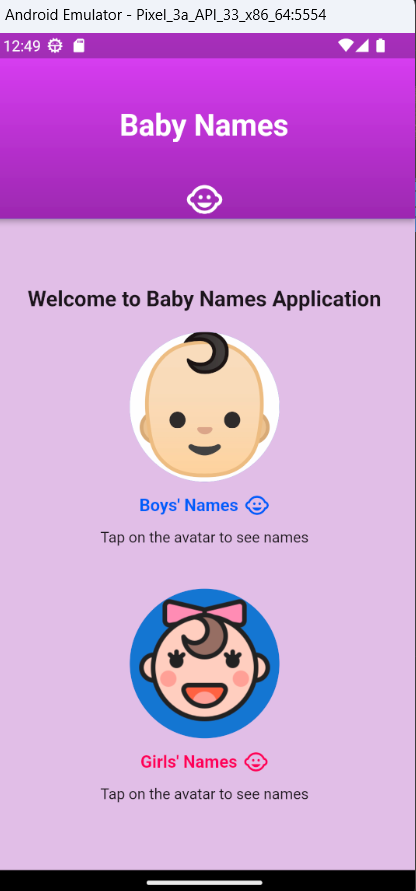 Android Emulator - Pixel_3a_API_33_x86_64:5554
12:49
Baby Names
Welcome to Baby Names Application
Boys' Names
Tap on the avatar to see names
Girls' Names
Tap on the avatar to see names